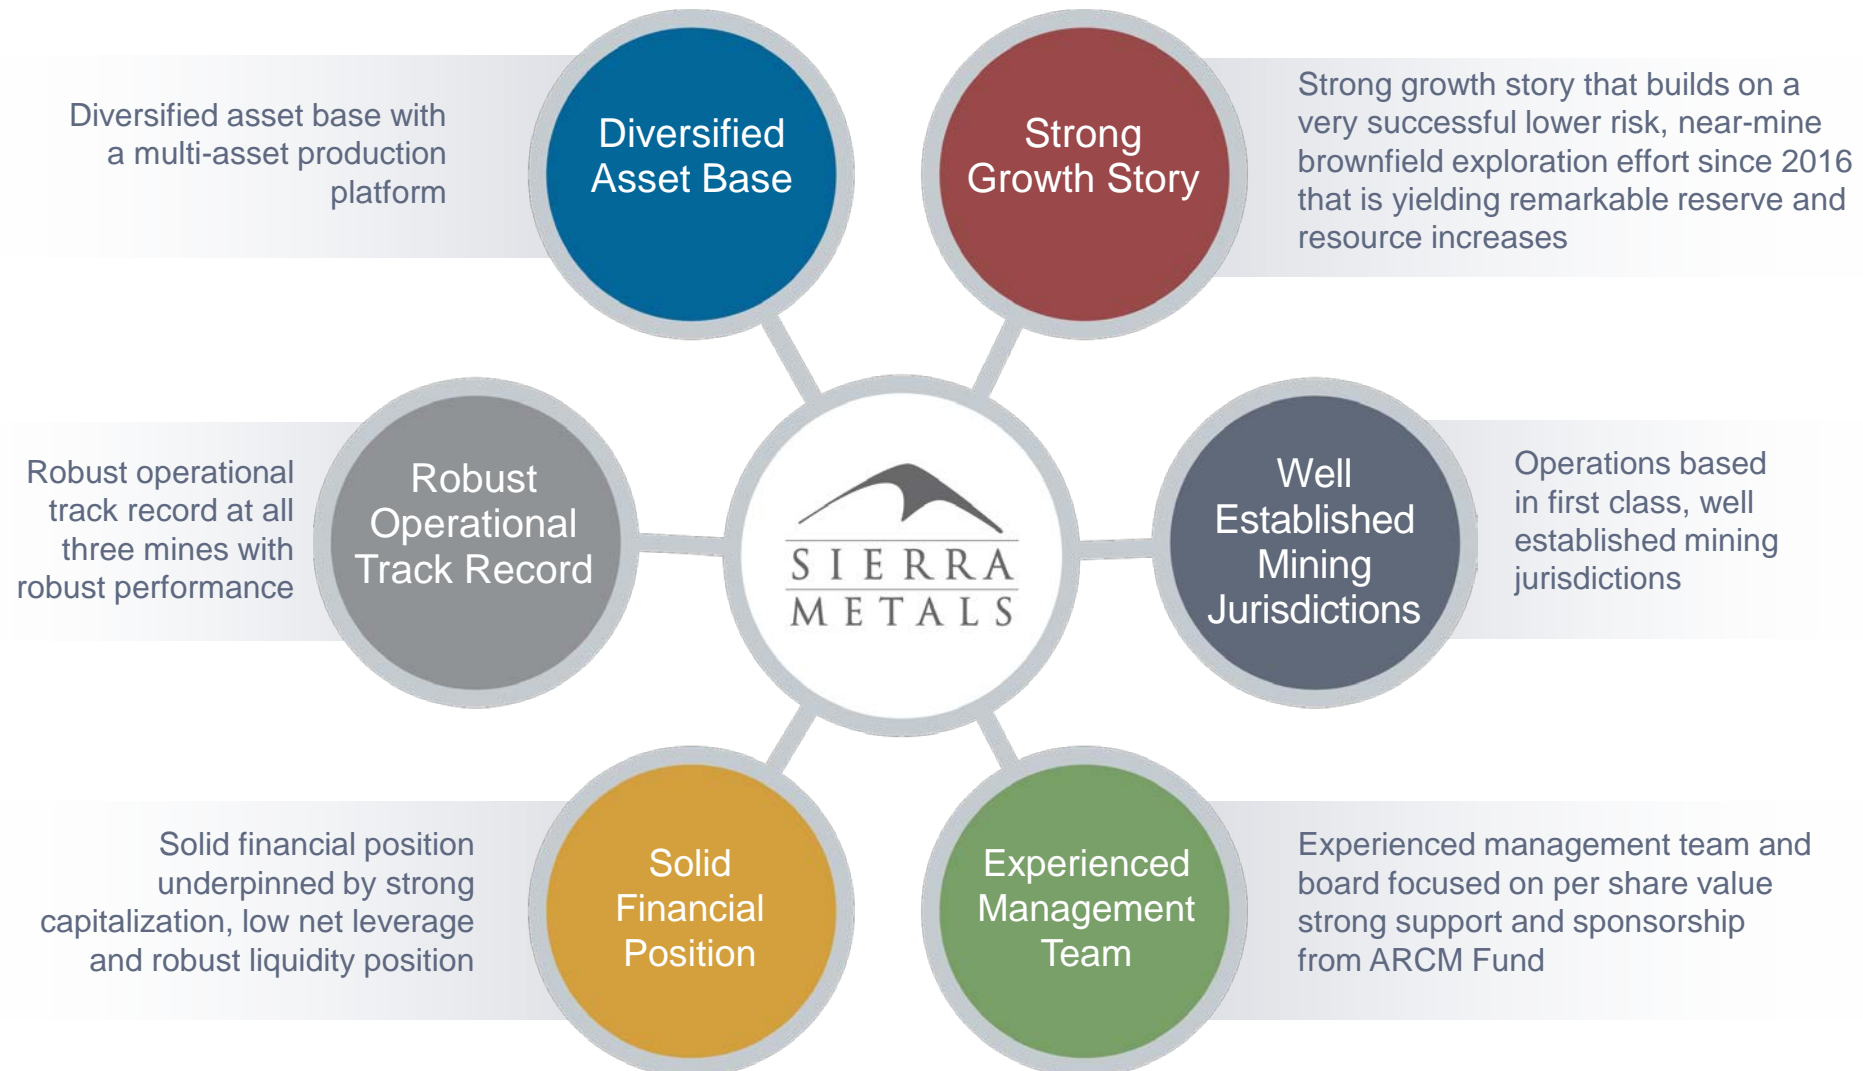 Diversified asset base with
a multi-asset production
platform
Diversified
Asset Base
Strong
Growth Story
Strong growth story that builds on a
very successful lower risk, near-mine
brownfield exploration effort since 2016
that is yielding remarkable reserve and
resource increases
Robust operational
track record at all
three mines with
robust performance
Robust
Operational
Track Record
SIERRA
METALS
Well
Established
Mining
Jurisdictions
Operations based
in first class, well
established mining
jurisdictions
Solid financial position
underpinned by strong
capitalization, low net leverage
and robust liquidity position
Solid
Financial
Position
Experienced
Management
Team
Experienced management team and
board focused on per share value
strong support and sponsorship
from ARCM Fund